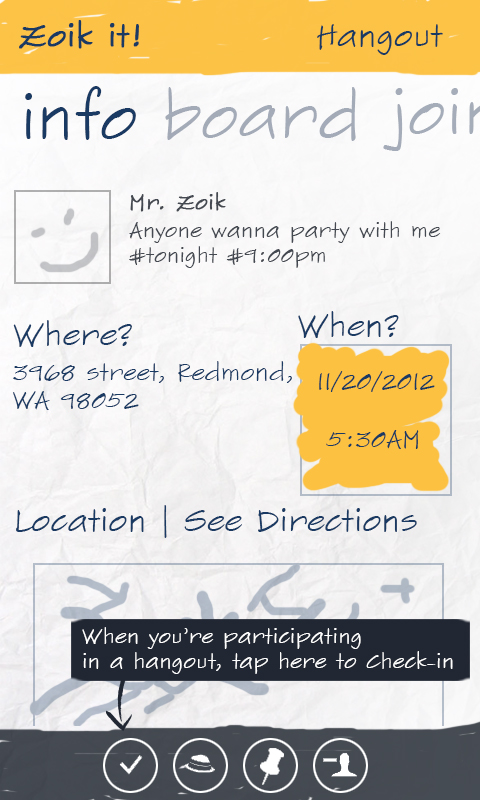 Zoik it!
Hangout
info board join
Mr. Zoik
Anyone wanna party with me
#tonight #9:00pm
Where?
3968 street, Redmond,
WA 98052
When?
11/20/2012
5:30AM
Location | See Directions
When you're participating
in a hangout, tap here to check-in